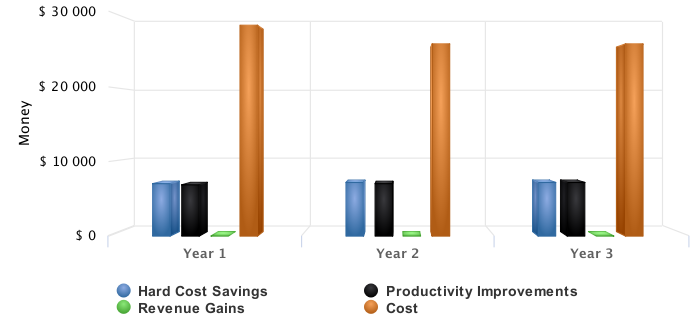 $ 30 000
$ 20 000
$ 10 000
$ 0
Money
Year 1
Year 2
Year 3
Hard Cost Savings
Productivity Improvements
Revenue Gains
Cost